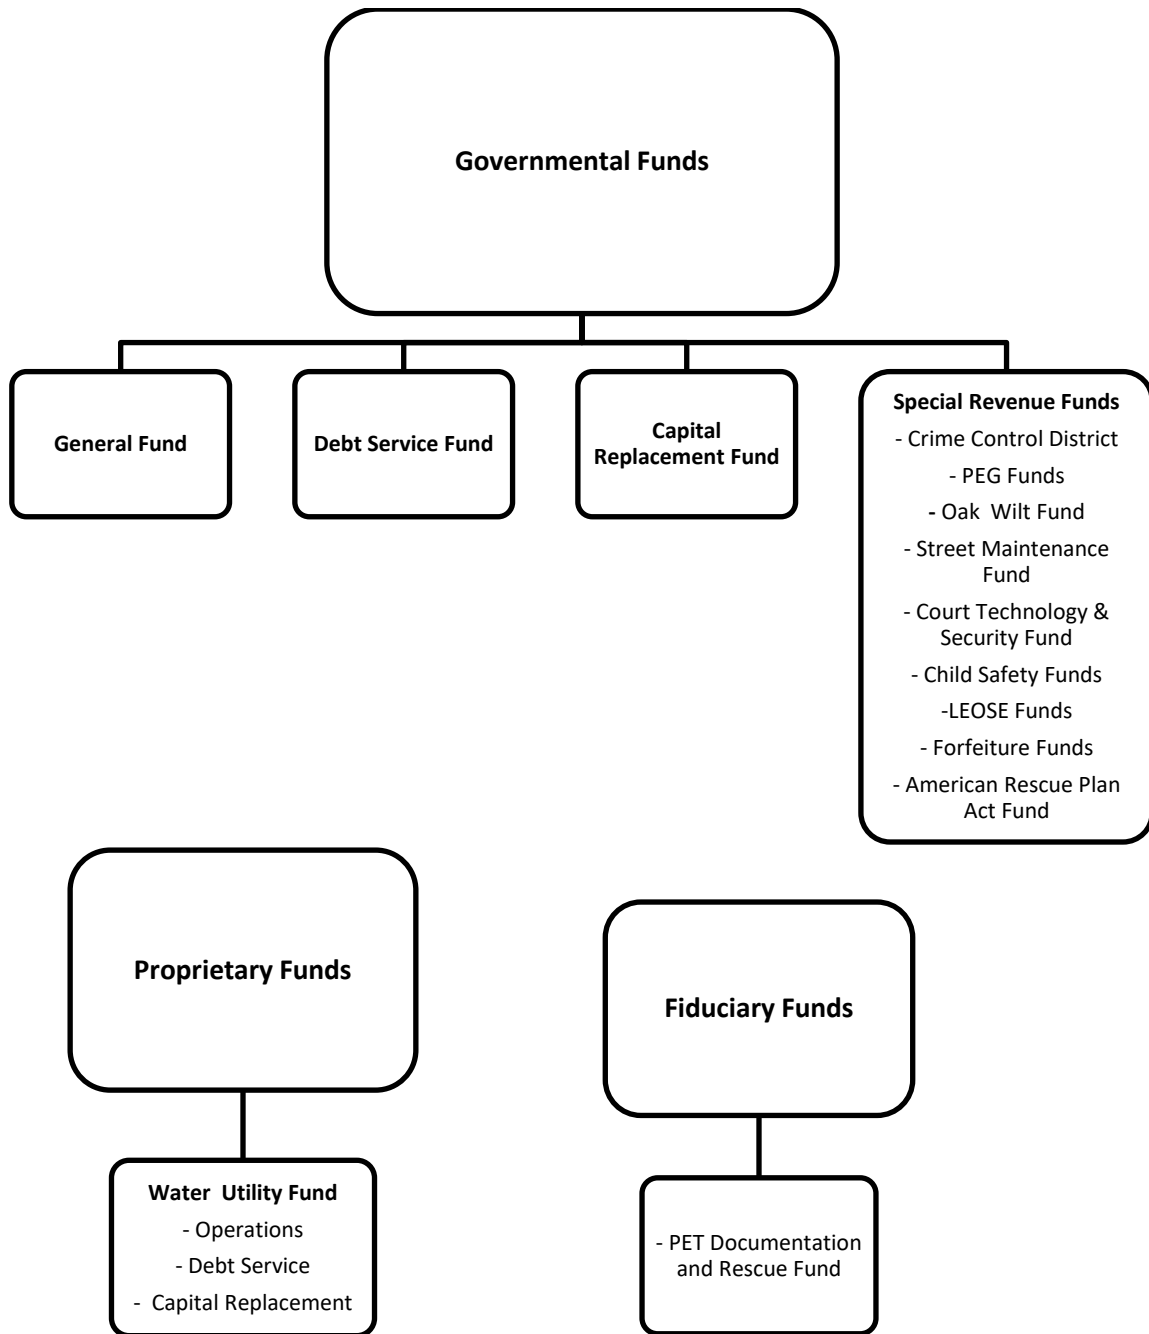 Governmental Funds
General Fund
Debt Service Fund
Capital
Replacement Fund
Special Revenue Funds
- Crime Control District
- PEG Funds
- Oak  Wilt Fund
- Street Maintenance
Fund
- Court Technology &
Security Fund
- Child Safety Funds
-LEOSE Funds
- Forfeiture Funds
- American Rescue Plan
Act Fund
Proprietary Funds
Water  Utility Fund
- Operations
- Debt Service
-  Capital Replacement
Fiduciary Funds
- PET Documentation
and Rescue Fund